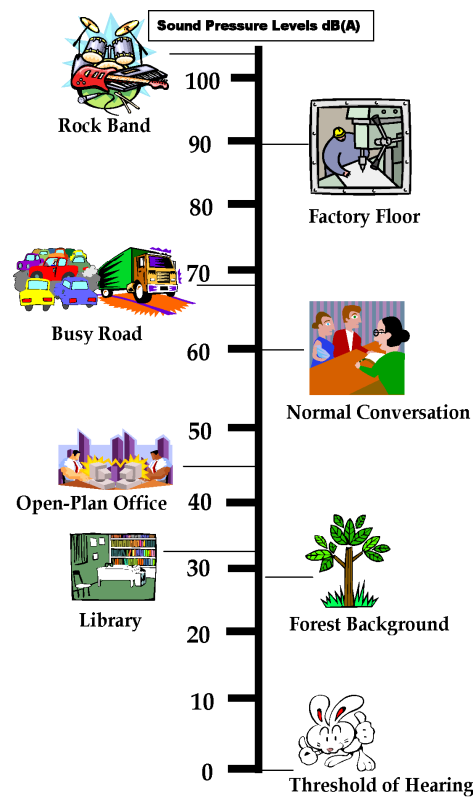 Sound Pressure Levels dB(A)
100
Rock Band
90
80
Factory Floor
70
Busy Road
60
Normal Conversation
50
Open-Plan Office
40
30
Library
Forest Background
20
10
0
Threshold of Hearing